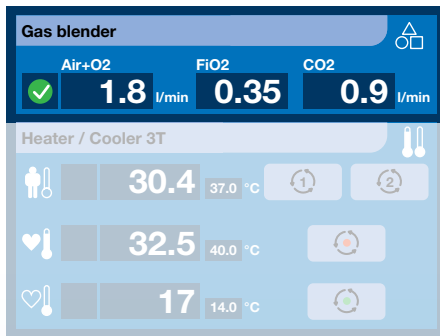 Gas blender
Air+O2 FiO2 CO2
1.8 l/min 0.35 0.9 l/min
Heater / Cooler 3T
30.4 37.0 °C 1 2
32.5 40.0 °C
17 14.0 °C